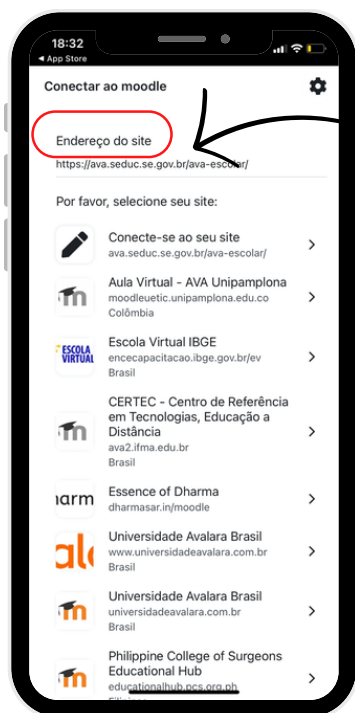 18:32
App Store
Conectar ao moodle
Endereço do site
https://ava.seduc.se.gov.br/ava-escolar/
Por favor, selecione seu site:
Conecte-se ao seu site
ava.seduc.se.gov.br/ava-escolar/
Aula Virtual - AVA Unipamplona
moodleuetic.unipamplona.edu.co
Colômbia
ESCOLA
VIRTUAL
Escola Virtual IBGE
encecapacitacao.ibge.gov.br/ev
Brasil
CERTEC - Centro de Referência
em Tecnologias, Educação a
Distância
ava2.ifma.edu.br
Brasil
harm
Essence of Dharma
dharmasar.in/moodle
Universidade Avalara Brasil
www.universidadeavalara.com.br
Brasil
Universidade Avalara Brasil
universidadeavalara.com.br
Brasil
Philippine College of Surgeons
Educational Hub
educationalhub.pcs.org.ph